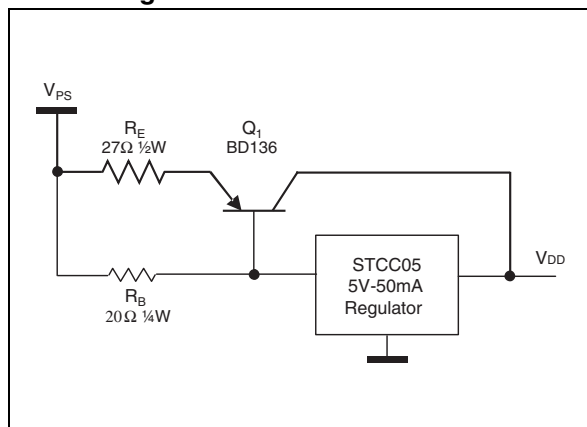 g
V_PS
R_E
27Ω ½W
Q_1
BD136
R_B
20Ω ¼W
STCC05
5V-50mA
Regulator
V_DD